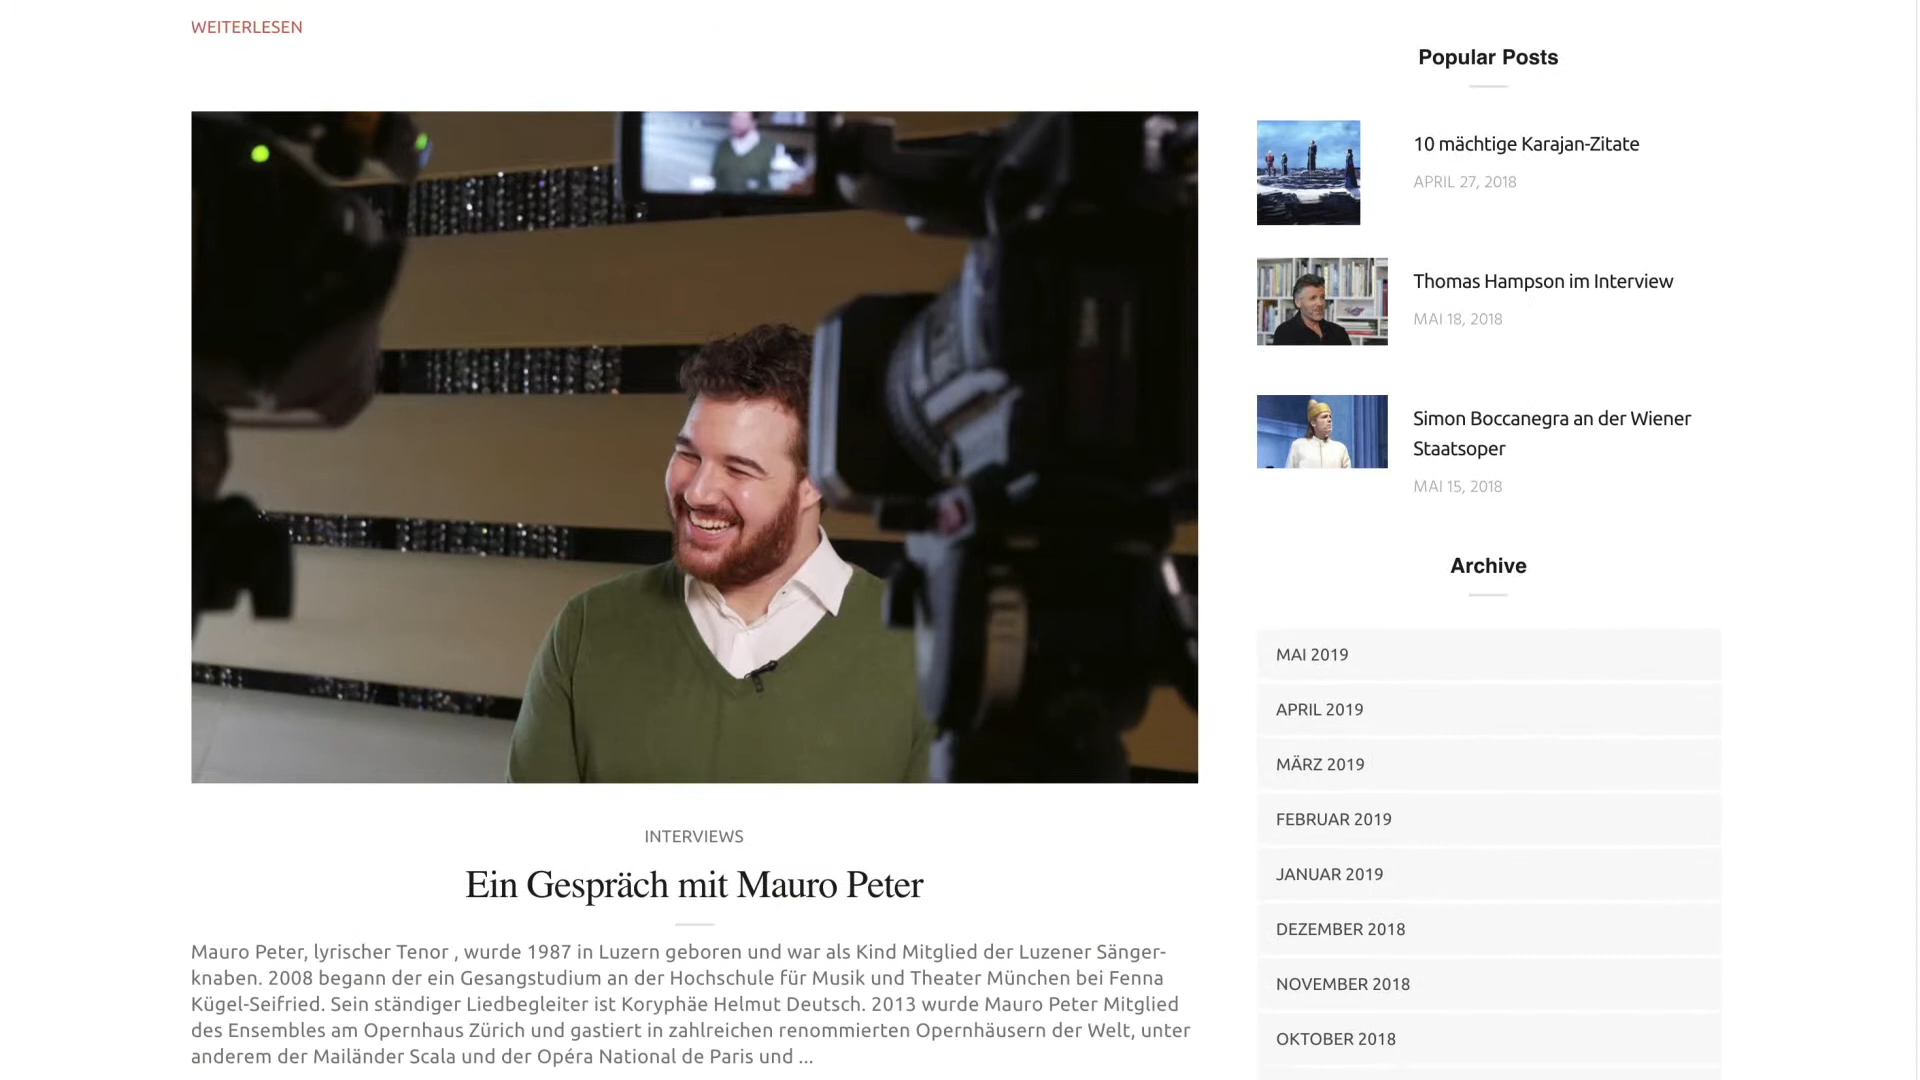 WEITERLESEN
INTERVIEWS
Ein Gespräch mit Mauro Peter
Mauro Peter, lyrischer Tenor , wurde 1987 in Luzern geboren und war als Kind Mitglied der Luzener Sänger-
knaben. 2008 begann der ein Gesangstudium an der Hochschule für Musik und Theater München bei Fenna
Kügel-Seifried. Sein ständiger Liedbegleiter ist Koryphäe Helmut Deutsch. 2013 wurde Mauro Peter Mitglied
des Ensembles am Opernhaus Zürich und gastiert in zahlreichen renommierten Opernhäusern der Welt, unter
anderem der Mailänder Scala und der Opéra National de Paris und ...
Popular Posts
10 mächtige Karajan-Zitate
APRIL 27, 2018
Thomas Hampson im Interview
MAI 18, 2018
Simon Boccanegra an der Wiener
Staatsoper
MAI 15, 2018
Archive
MAI 2019
APRIL 2019
MÄRZ 2019
FEBRUAR 2019
JANUAR 2019
DEZEMBER 2018
NOVEMBER 2018
OKTOBER 2018